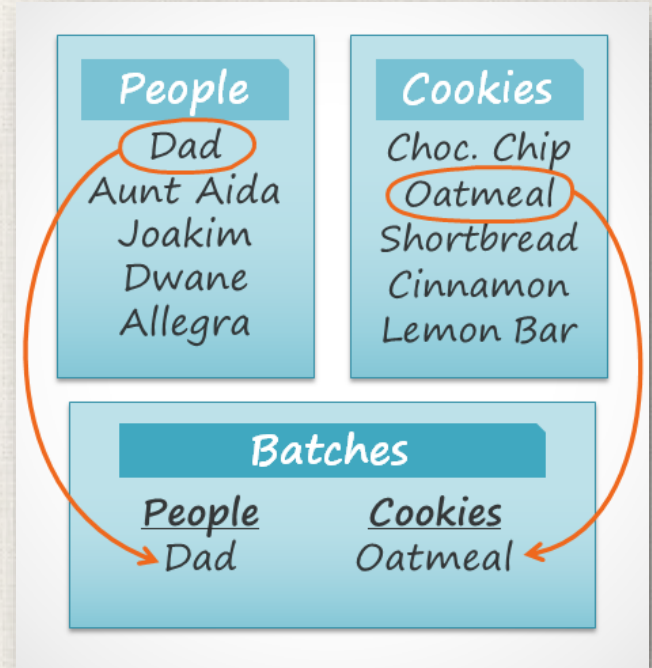 People
Dad
Aunt Aida
Joakim
Dwane
Allegra
Cookies
Choc. Chip
Oatmeal
Shortbread
Cinnamon
Lemon Bar
Batches
People Cookies
Dad Oatmeal